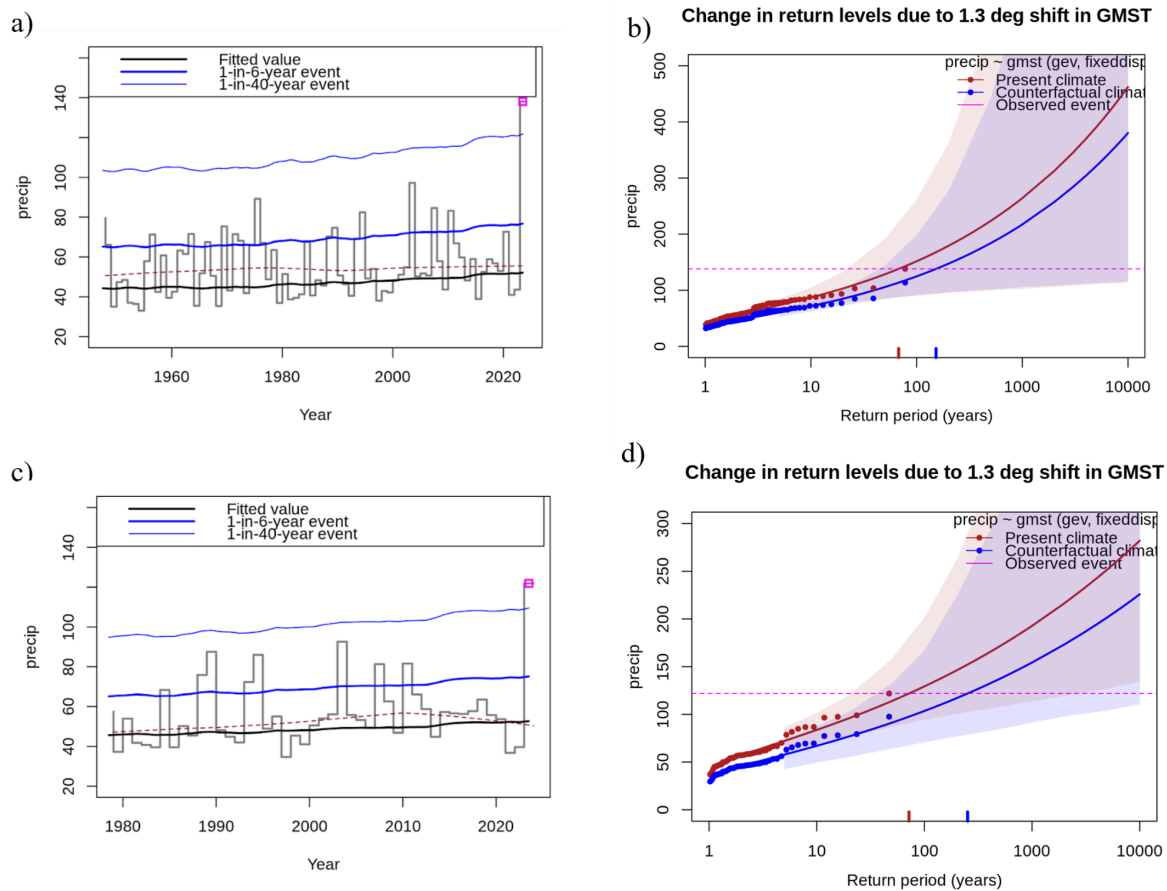 a)
Fitted value
1-in-6-year event
1-in-40-year event
140
100
80
60
40
20
precip
1960
1980
2000
2020
Year
b)
Change in return levels due to 1.3 deg shift in GMST
precip ~ gmst (gev, fixeddisp
Present climate
Counterfactual climat
Observed event
500
400
300
200
100
0
precip
1
10
100
1000
10000
Return period (years)
c)
Fitted value
1-in-6-year event
1-in-40-year event
140
100
80
60
40
20
precip
1980
1990
2000
2010
2020
Year
d)
Change in return levels due to 1.3 deg shift in GMST
precip ~ gmst (gev, fixeddisp
Present climate
Counterfactual climat
Observed event
300
250
200
150
100
50
0
precip
1
10
100
1000
10000
Return period (years)